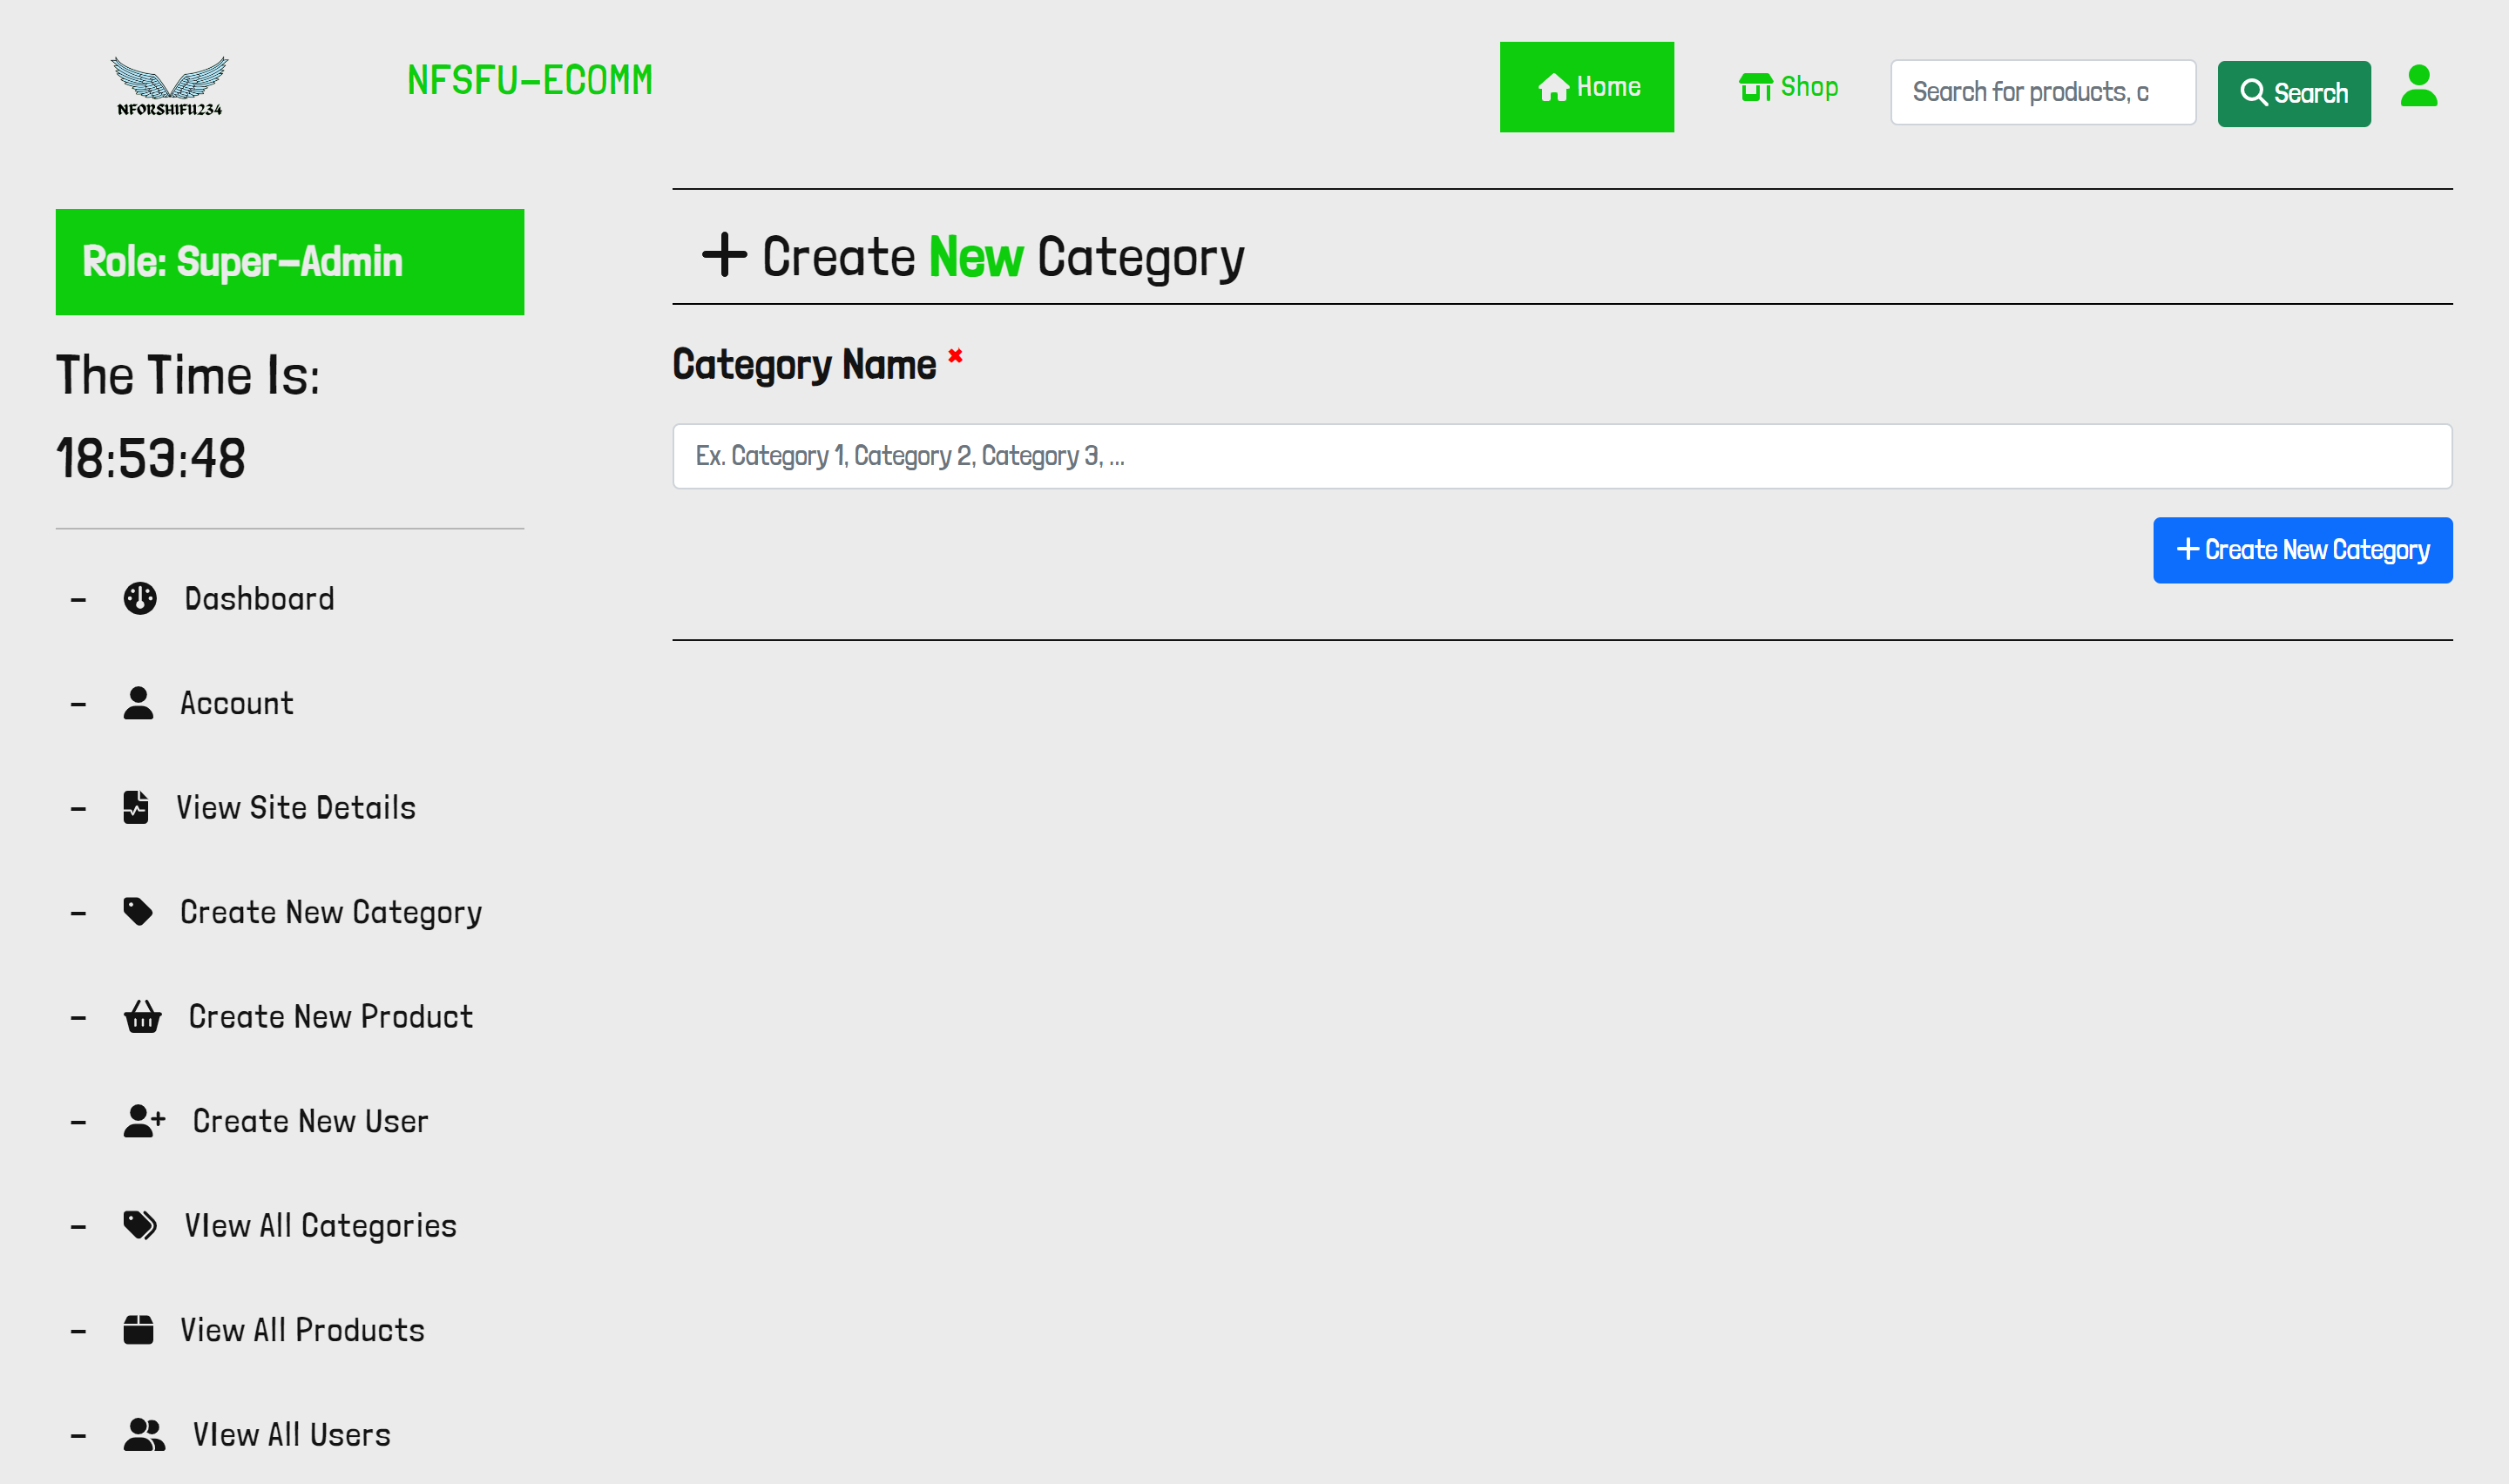 NFORSHIFU234
NFSFU-ECOMM
Home
Shop
Search for products, c
Search
Role: Super-Admin
The Time Is:
18:53:48
Dashboard
Account
View Site Details
Create New Category
Create New Product
Create New User
VIew All Categories
View All Products
VIew All Users
Create New Category
Category Name *
Ex. Category 1, Category 2, Category 3, ...
Create New Category